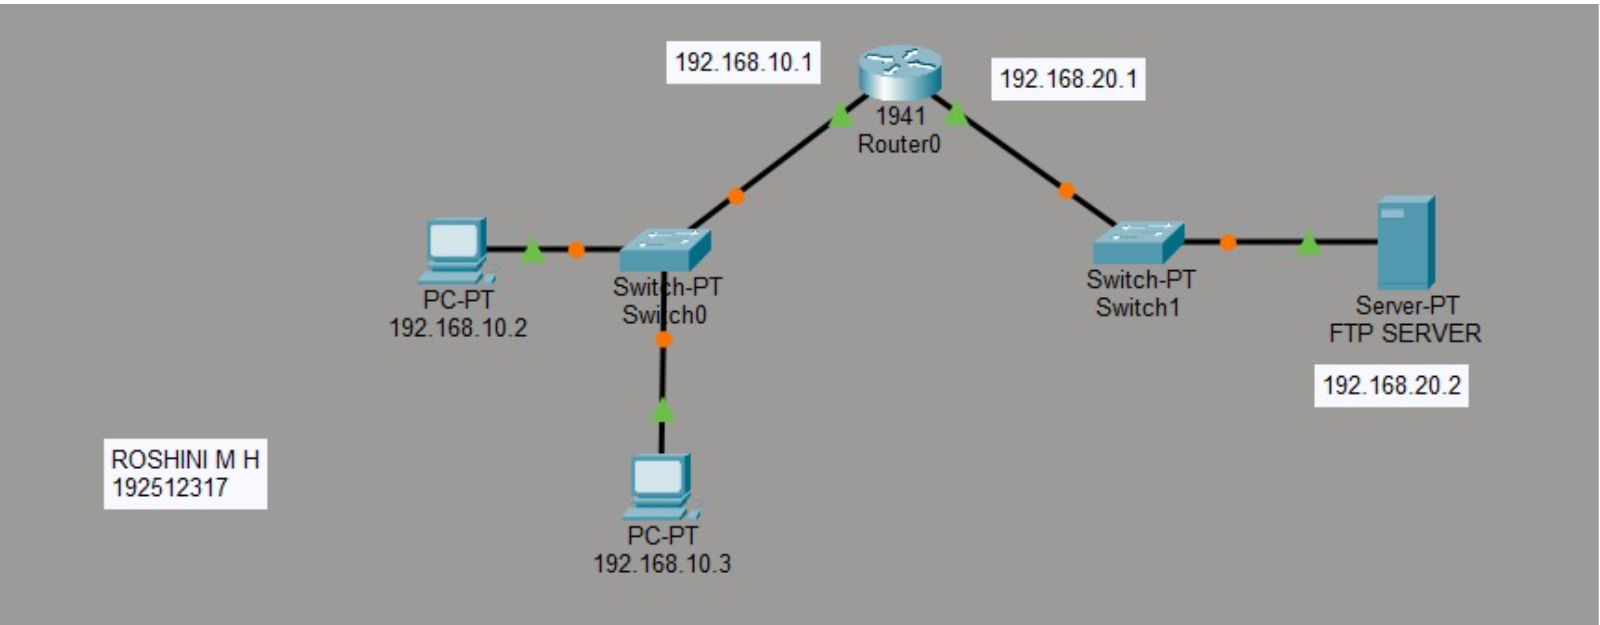 192.168.10.1
192.168.20.1
1941
Router0
PC-PT
192.168.10.2
Switch-PT
Switch0
Switch-PT
Switch1
Server-PT
FTP SERVER
192.168.20.2
ROSHINI M H
192512317
PC-PT
192.168.10.3